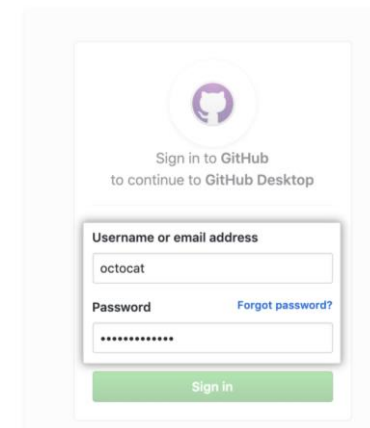 Sign in to GitHub
to continue to GitHub Desktop
Username or email address
octocat
Password Forgot password?
•••••••••••••
Sign in